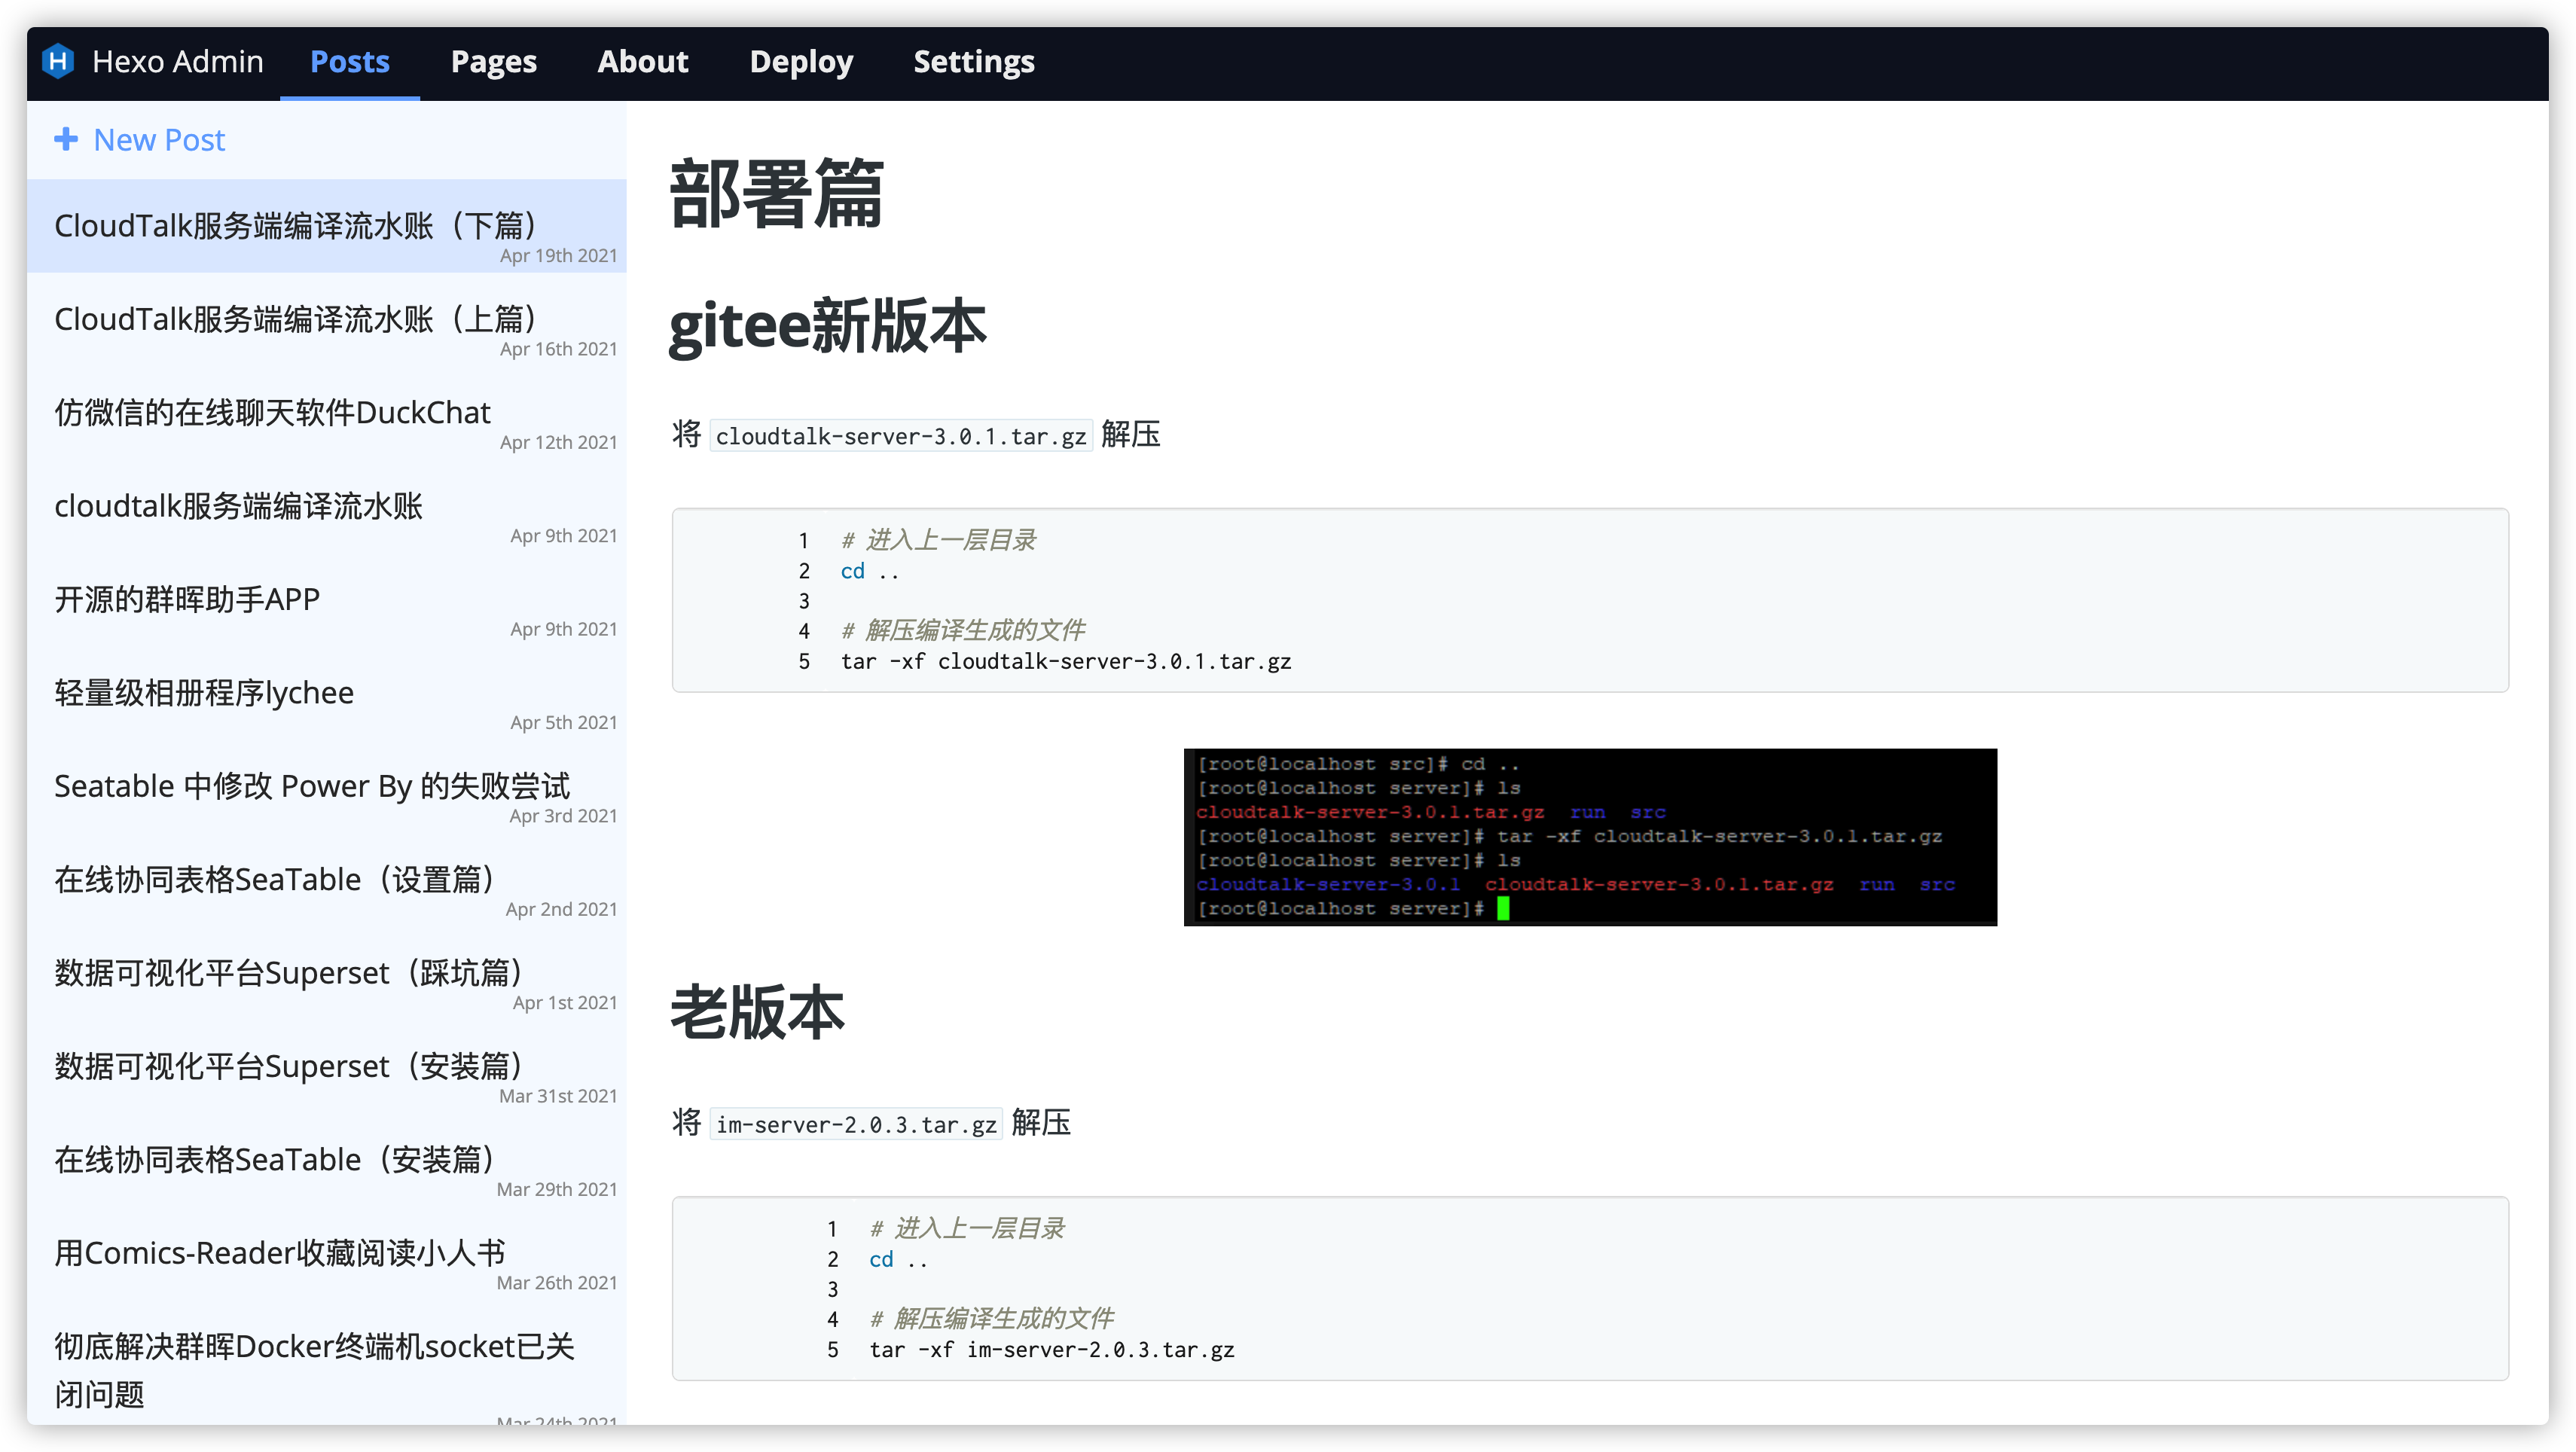 Hexo Admin Posts Pages About Deploy Settings
New Post
CloudTalk服务端编译流水账（下篇）
Apr 19th 2021
CloudTalk服务端编译流水账（上篇）
Apr 16th 2021
仿微信的在线聊天软件DuckChat
Apr 12th 2021
cloudtalk服务端编译流水账
Apr 9th 2021
开源的群晖助手APP
Apr 9th 2021
轻量级相册程序lychee
Apr 5th 2021
Seatable 中修改 Power By 的失败尝试
Apr 3rd 2021
在线协同表格SeaTable（设置篇）
Apr 2nd 2021
数据可视化平台Superset（踩坑篇）
Apr 1st 2021
数据可视化平台Superset（安装篇）
Mar 31st 2021
在线协同表格SeaTable（安装篇）
Mar 29th 2021
用Comics-Reader收藏阅读小人书
Mar 26th 2021
彻底解决群晖Docker终端机socket已关
闭问题
Mar 24th 2021
部署篇
gitee新版本
将 cloudtalk-server-3.0.1.tar.gz 解压
1 # 进入上一层目录
2 cd ..
3
4 # 解压编译生成的文件
5 tar -xf cloudtalk-server-3.0.1.tar.gz
[root@localhost src]# cd ..
[root@localhost server]# ls
cloudtalk-server-3.0.1.tar.gz run src
[root@localhost server]# tar -xf cloudtalk-server-3.0.1.tar.gz
[root@localhost server]# ls
cloudtalk-server-3.0.1 cloudtalk-server-3.0.1.tar.gz run src
[root@localhost server]#
老版本
将 im-server-2.0.3.tar.gz 解压
1 # 进入上一层目录
2 cd ..
3
4 # 解压编译生成的文件
5 tar -xf im-server-2.0.3.tar.gz